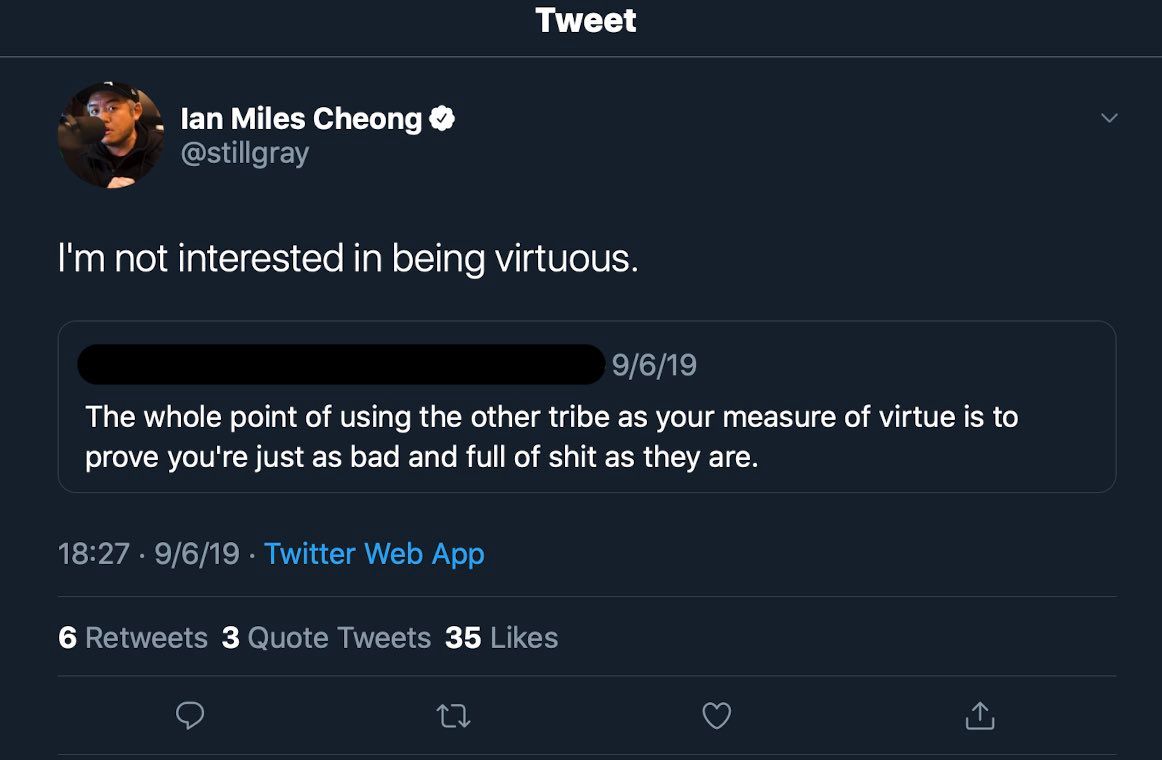 Tweet
Ian Miles Cheong
@stillgray
I'm not interested in being virtuous.
9/6/19
The whole point of using the other tribe as your measure of virtue is to
prove you're just as bad and full of shit as they are.
18:27 · 9/6/19 · Twitter Web App
6 Retweets 3 Quote Tweets 35 Likes